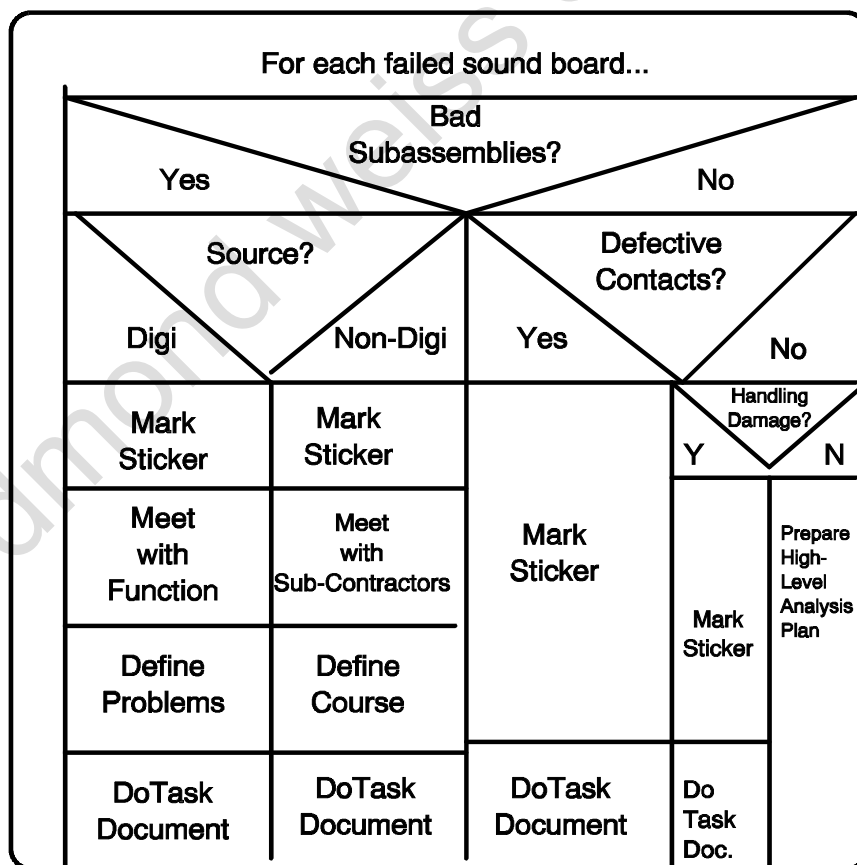 For each failed sound board...
Bad
Subassemblies?
Yes
No
Source?
Defective
Contacts?
Digi
Non-Digi
Yes
No
Handling
Damage?
Y
N
Mark
Sticker
Mark
Sticker
Mark
Sticker
Mark
Sticker
Prepare
High-
Level
Analysis
Plan
Meet
with
Function
Meet
with
Sub-Contractors
Define
Problems
Define
Course
DoTask
Document
DoTask
Document
DoTask
Document
Do
Task
Doc.
dmond weiss